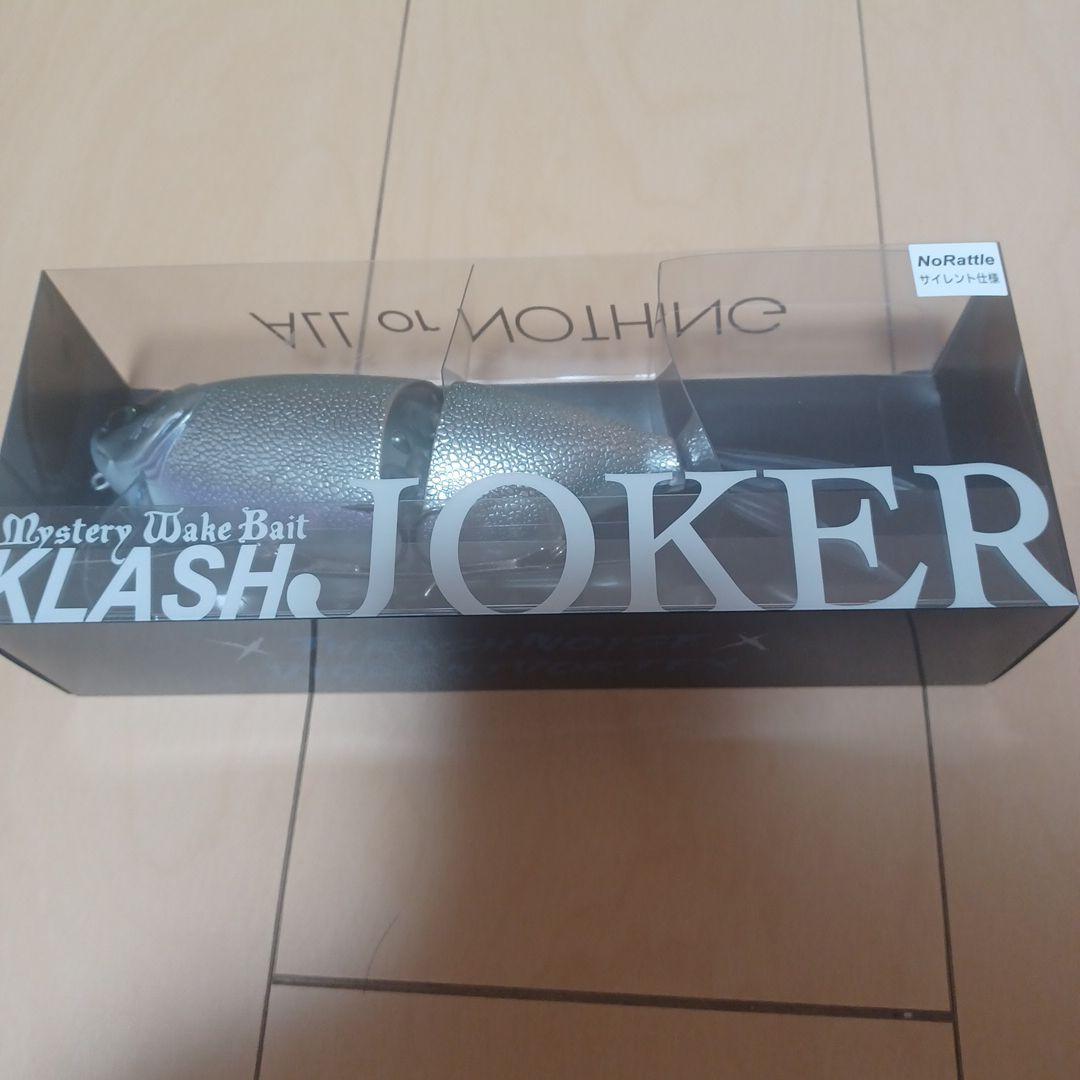 NoRattle
サイレント仕様
ALL or NOTHING
Mystery Wake Bait
KLASH JOKER